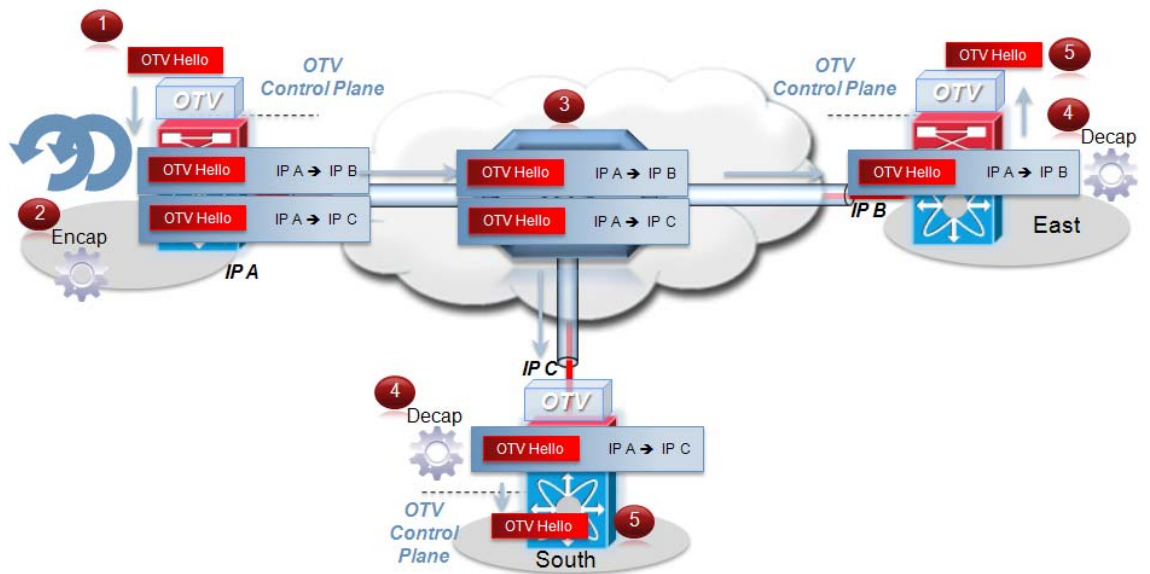 1
OTV Hello
OTV
Control Plane
OTV
OTV Hello IP A ➔ IP B
OTV Hello IP A ➔ IP C
2
Encap
IP A
3
OTV Hello IP A ➔ IP B
OTV Hello IP A ➔ IP C
OTV
Control Plane
OTV Hello
5
OTV
4
Decap
OTV Hello IP A ➔ IP B
IP B
East
IP C
4
Decap
OTV
OTV Hello IP A ➔ IP C
OTV
Control
Plane
OTV Hello
5
South